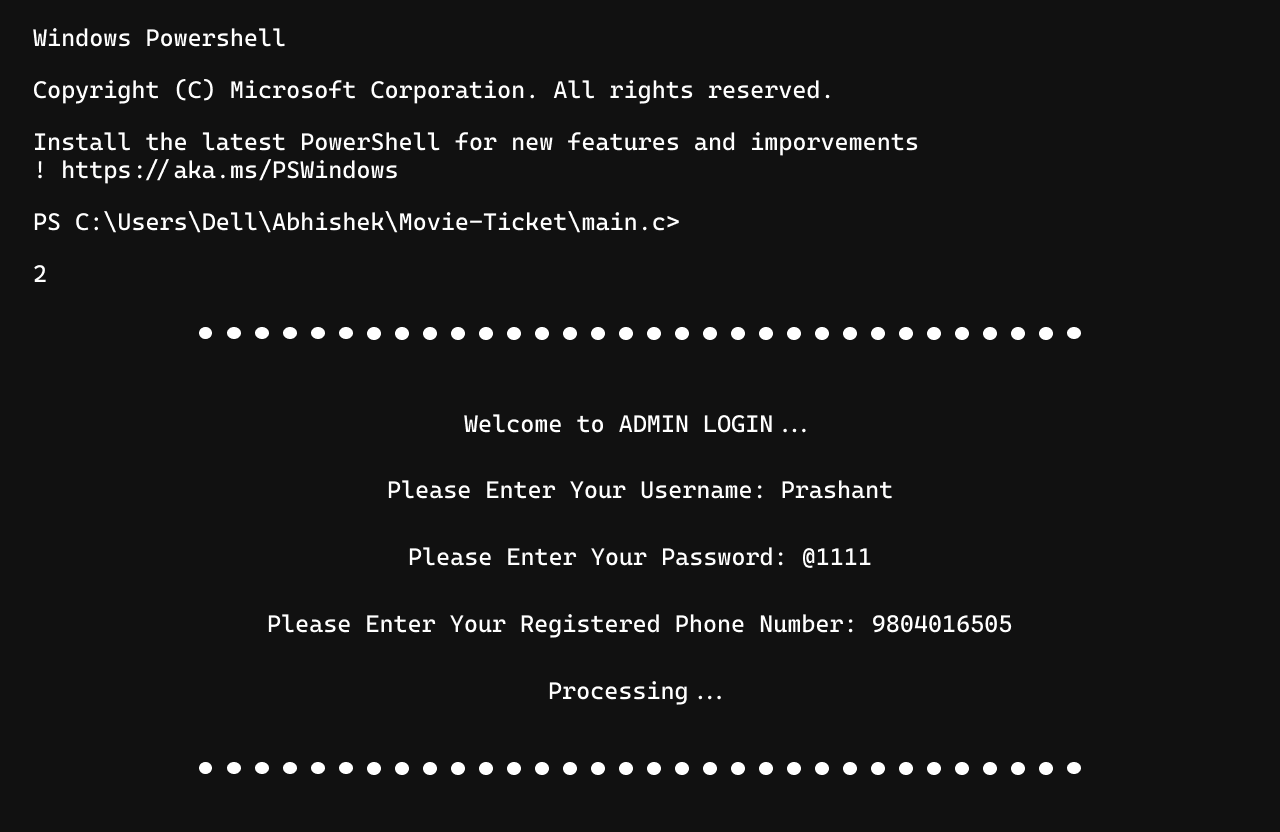 Windows Powershell
Copyright (C) Microsoft Corporation. All rights reserved.
Install the latest PowerShell for new features and imporvements
! https://aka.ms/PSWindows
PS C:\Users\Dell\Abhishek\Movie-Ticket\main.c>
2
Welcome to ADMIN LOGIN...
Please Enter Your Username: Prashant
Please Enter Your Password: @1111
Please Enter Your Registered Phone Number: 9804016505
Processing...